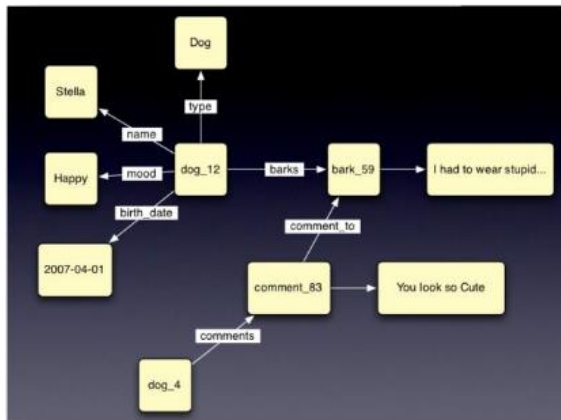 Dog
Stella
type
name
Happy
mood
dog_12
barks
bark_59
I had to wear stupid...
birth_date
comment_to
2007-04-01
comment_83
You look so Cute
comments
dog_4